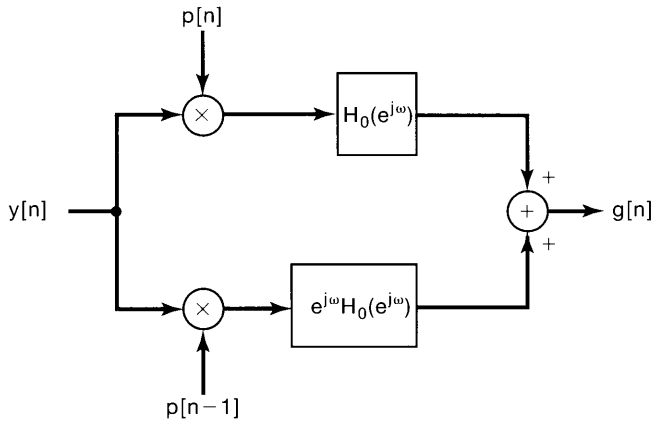 p[n]
×
H₀(e^{jω})
+
y[n]
+
g[n]
+
×
e^{jω}H₀(e^{jω})
p[n−1]